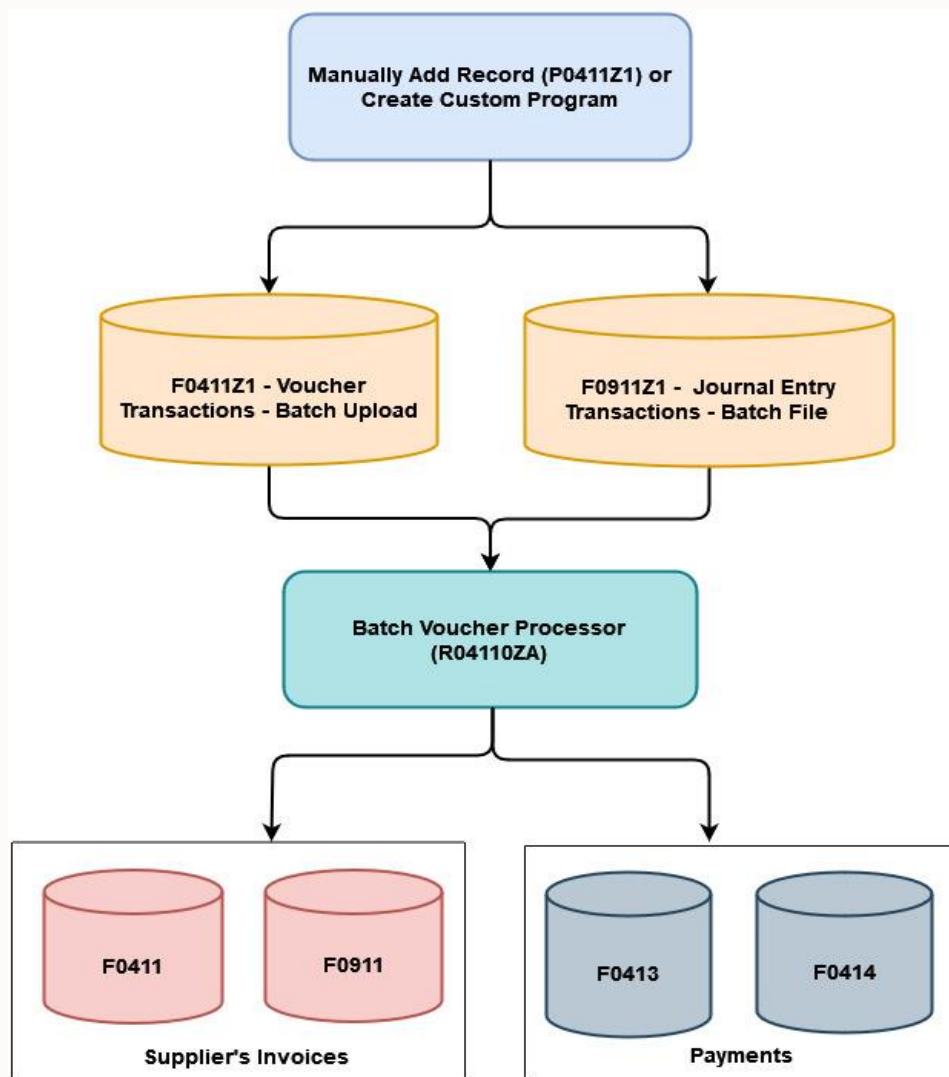 Manually Add Record (P0411Z1) or
Create Custom Program
F0411Z1 - Voucher
Transactions - Batch Upload
F0911Z1 - Journal Entry
Transactions - Batch File
Batch Voucher Processor
(R04110ZA)
F0411
F0911
Supplier's Invoices
F0413
F0414
Payments